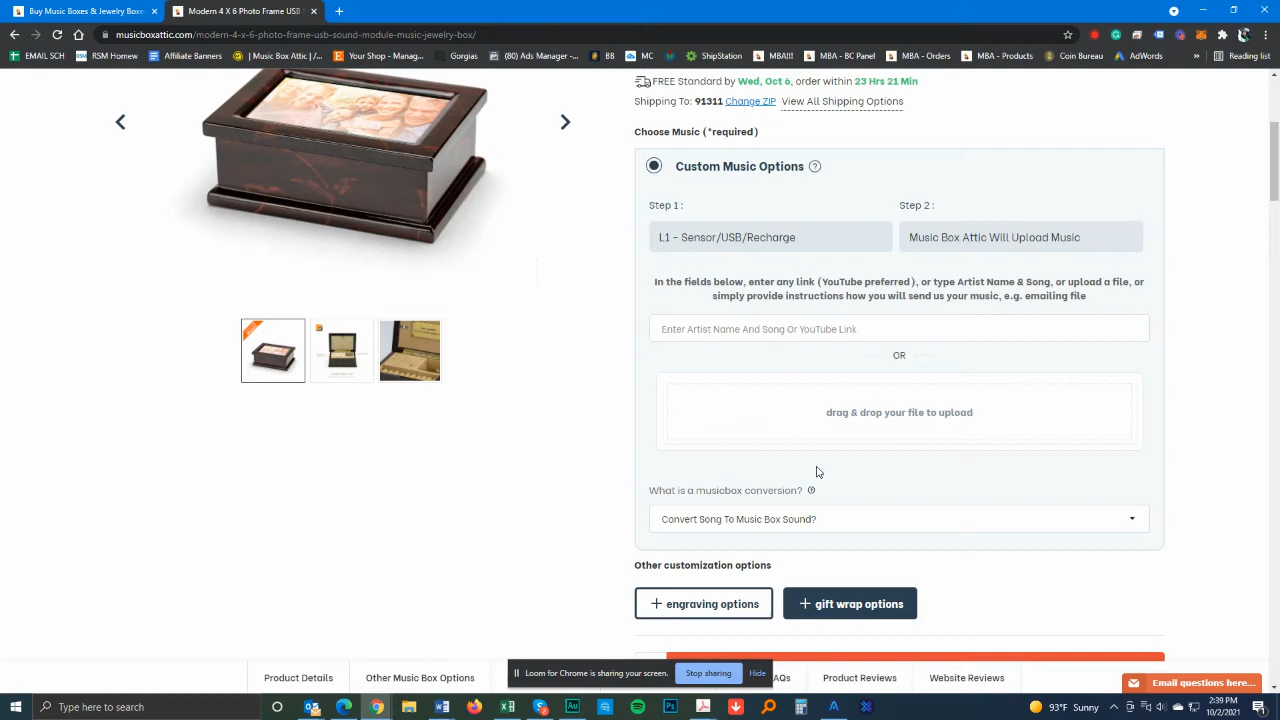 Buy Music Boxes & Jewelry Boxe
Modern 4 X 6 Photo Frame USB
musicboxattic.com/modern-4-x-6-photo-frame-usb-sound-module-music-jewelry-box/
EMAIL SCH
RSM Homew
Affiliate Banners
Music Box Attic | /...
Your Shop - Manag...
Gorgias
(80) Ads Manager -...
BB
MC
ShipStation
MBA!!!
MBA - BC Panel
MBA - Orders
MBA - Products
Coin Bureau
AdWords
Reading list
FREE Standard by Wed, Oct 6, order within 23 Hrs 21 Min
Shipping To: 91311 Change ZIP View All Shipping Options
Choose Music (*required)
Custom Music Options
Step 1 :
Step 2 :
L1 - Sensor/USB/Recharge
Music Box Attic Will Upload Music
In the fields below, enter any link (YouTube preferred), or type Artist Name & Song, or upload a file, or
simply provide instructions how you will send us your music, e.g. emailing file
Enter Artist Name And Song Or YouTube Link
OR
drag & drop your file to upload
What is a musicbox conversion?
Convert Song To Music Box Sound?
Other customization options
+ engraving options
+ gift wrap options
Product Details
Other Music Box Options
AQs
Product Reviews
Website Reviews
Loom for Chrome is sharing your screen.
Stop sharing
Hide
Email questions here...
Type here to search
93°F Sunny
2:39 PM
10/2/2021